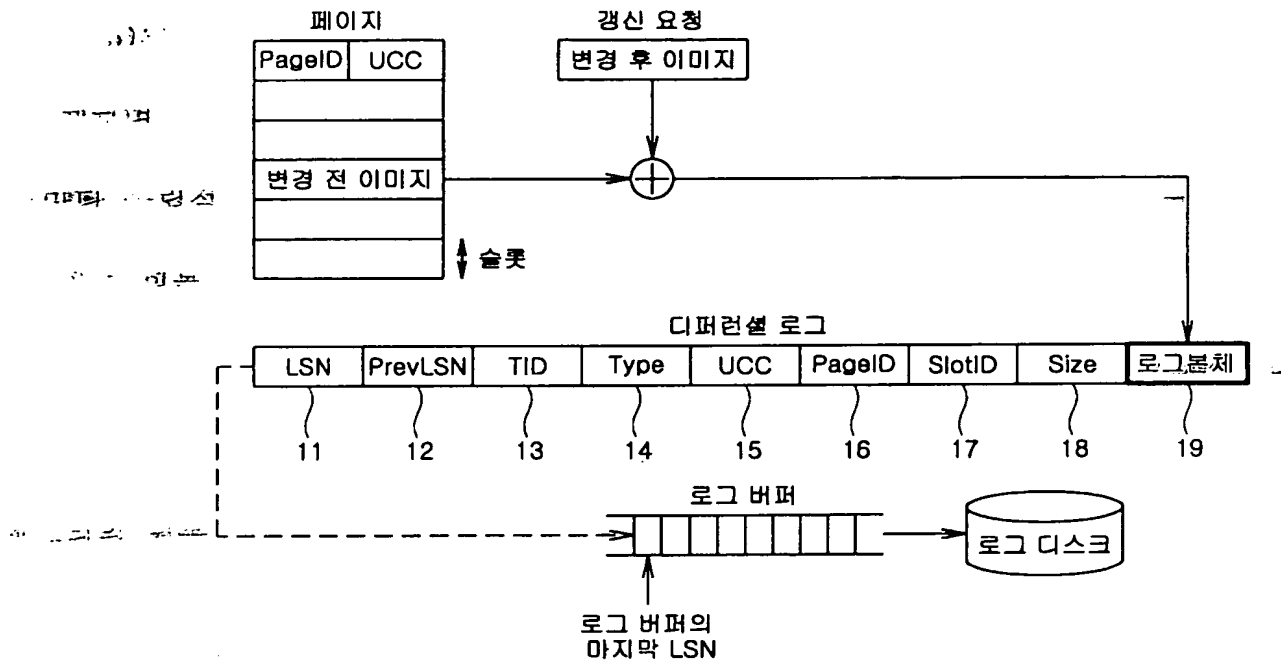 페이지
갱신 요청
PageID
UCC
변경 후 이미지
변경 전 이미지
슬롯
디퍼런셜 로그
LSN
PrevLSN
TID
Type
UCC
PageID
SlotID
Size
로그본체
11
12
13
14
15
16
17
18
19
로그 버퍼
로그 디스크
로그 버퍼의
마지막 LSN